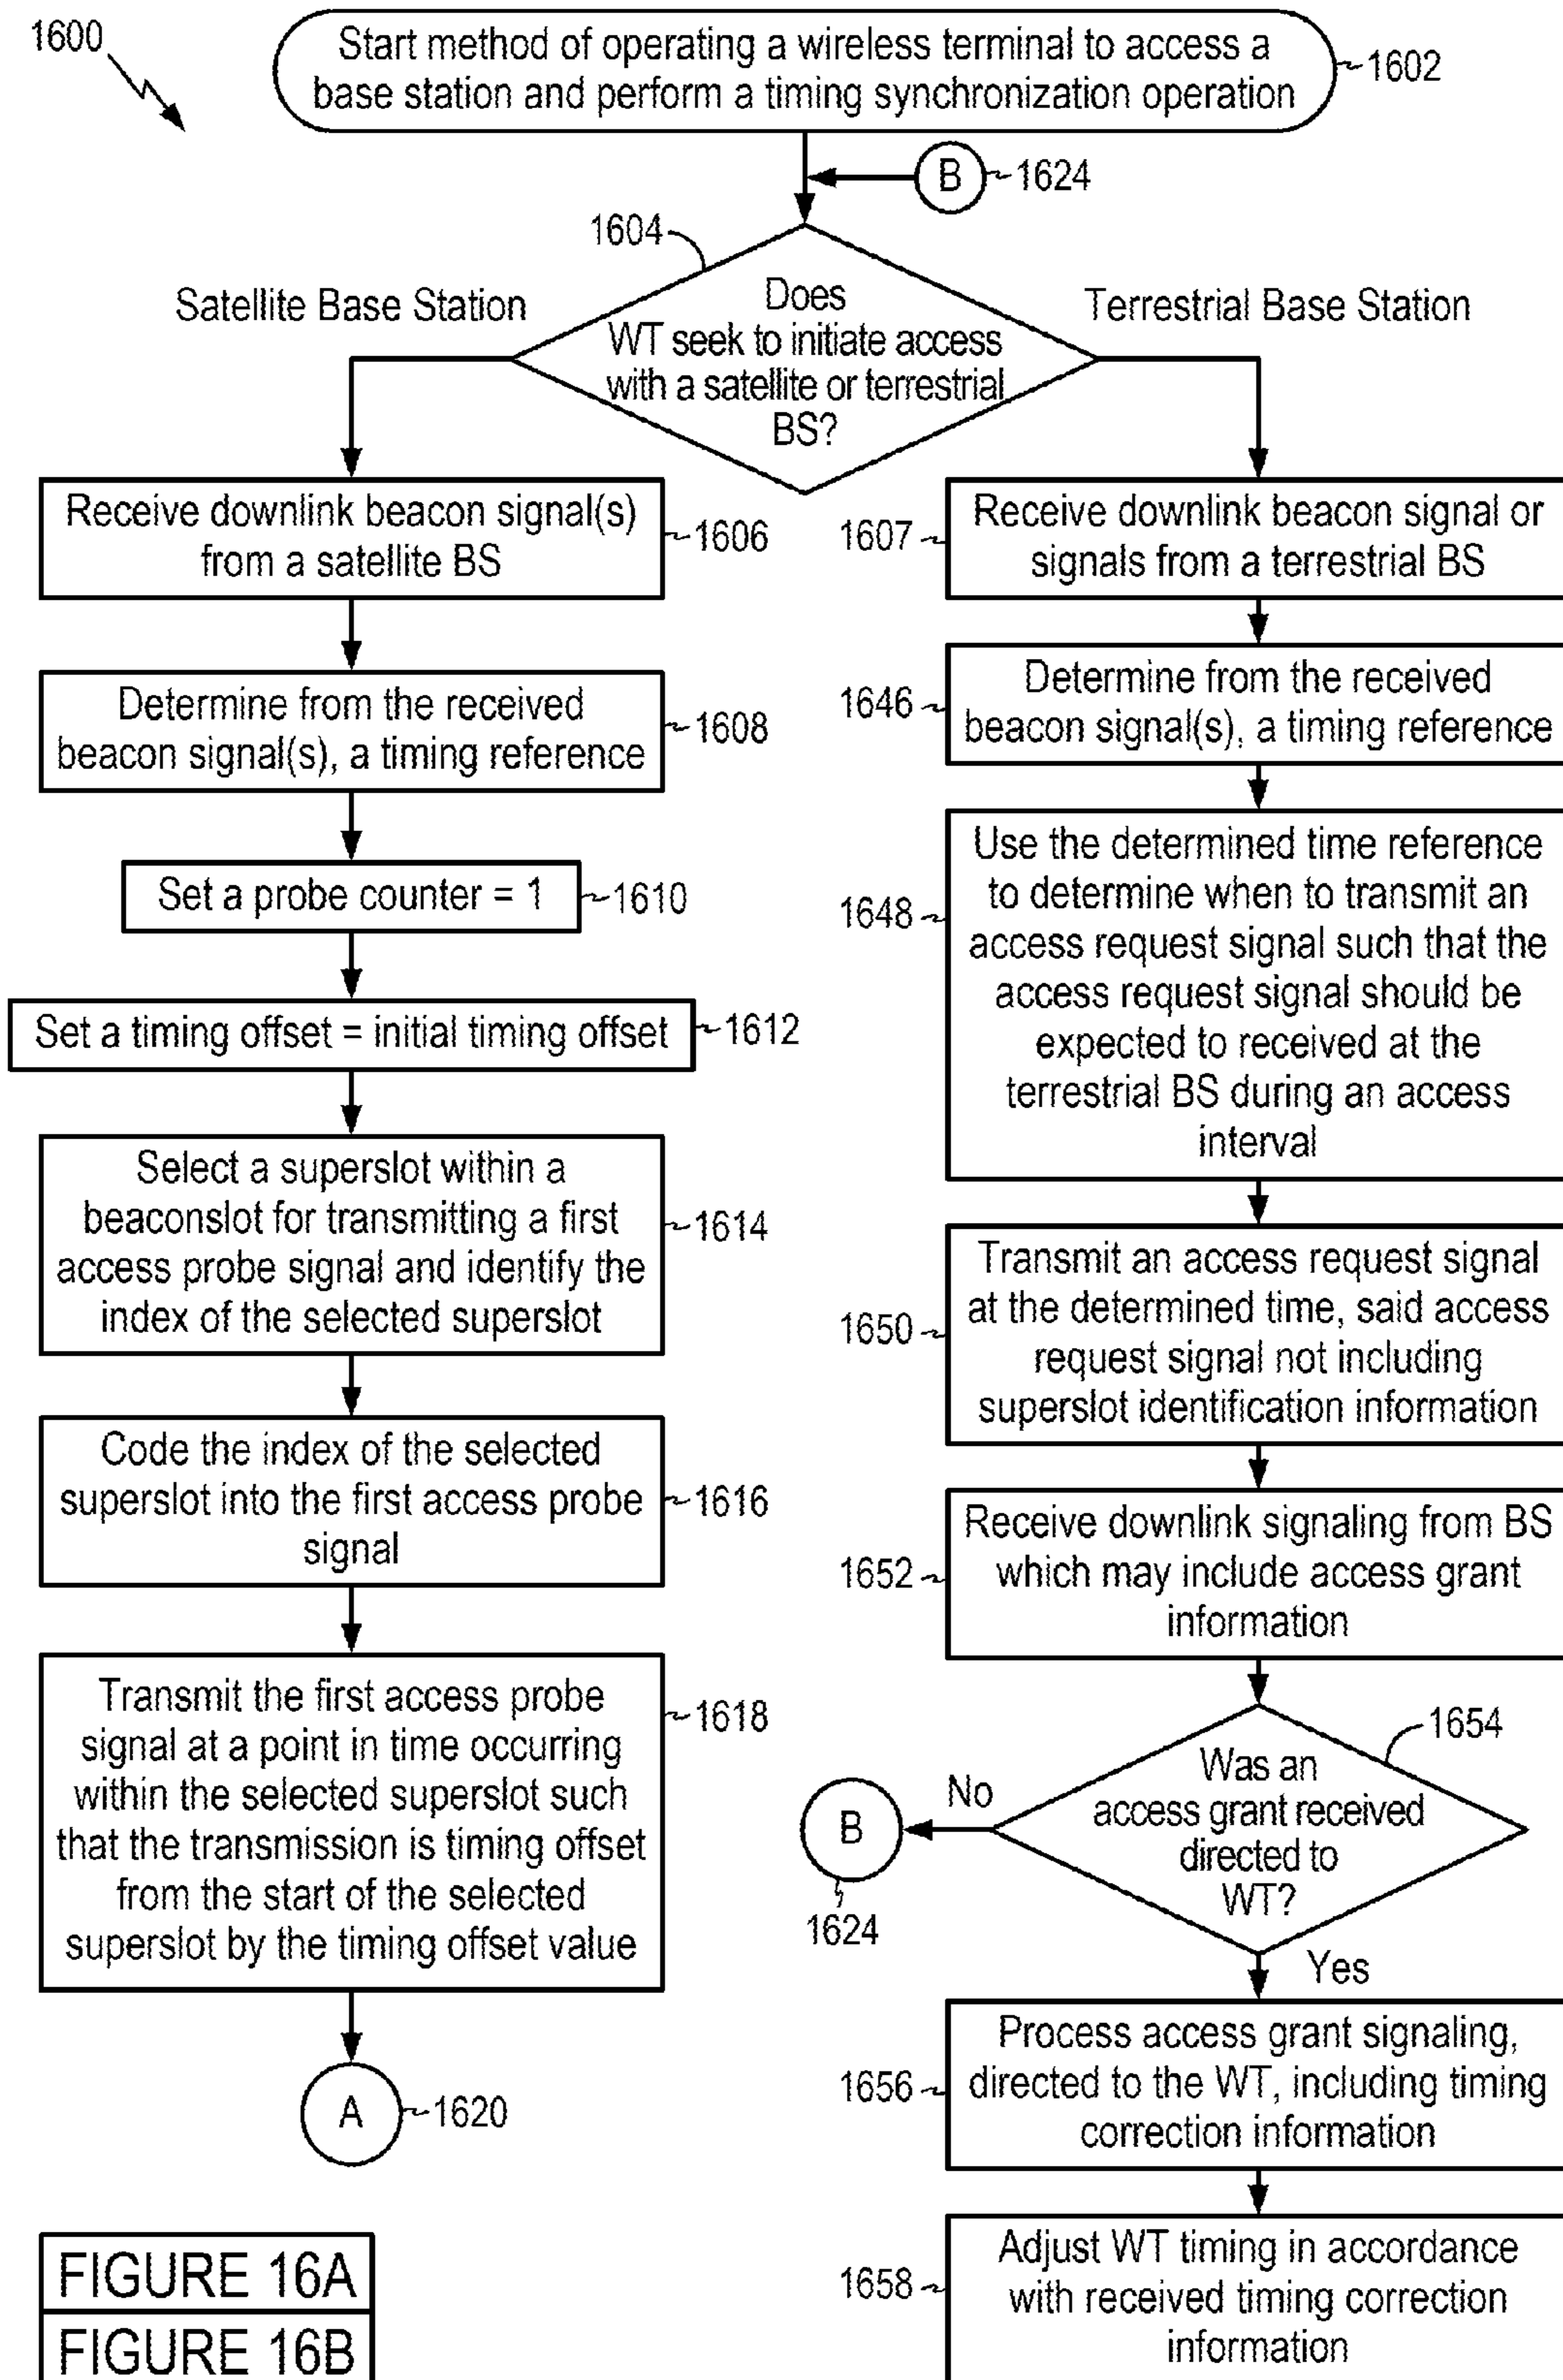 1600
Start method of operating a wireless terminal to access a
base station and perform a timing synchronization operation
1602
B
1624
1604
Satellite Base Station
Does
WT seek to initiate access
with a satellite or terrestrial
BS?
Terrestrial Base Station
Receive downlink beacon signal(s)
from a satellite BS
1606
Determine from the received
beacon signal(s), a timing reference
1608
Set a probe counter = 1
1610
Set a timing offset = initial timing offset
1612
Select a superslot within a
beaconslot for transmitting a first
access probe signal and identify the
index of the selected superslot
1614
Code the index of the selected
superslot into the first access probe
signal
1616
Transmit the first access probe
signal at a point in time occurring
within the selected superslot such
that the transmission is timing offset
from the start of the selected
superslot by the timing offset value
1618
A
1620
1607
Receive downlink beacon signal or
signals from a terrestrial BS
1646
Determine from the received
beacon signal(s), a timing reference
1648
Use the determined time reference
to determine when to transmit an
access request signal such that the
access request signal should be
expected to received at the
terrestrial BS during an access
interval
1650
Transmit an access request signal
at the determined time, said access
request signal not including
superslot identification information
1652
Receive downlink signaling from BS
which may include access grant
information
1654
Was an
access grant received
directed to
WT?
No
B
1624
Yes
1656
Process access grant signaling,
directed to the WT, including timing
correction information
1658
Adjust WT timing in accordance
with received timing correction
information
FIGURE 16A
FIGURE 16B